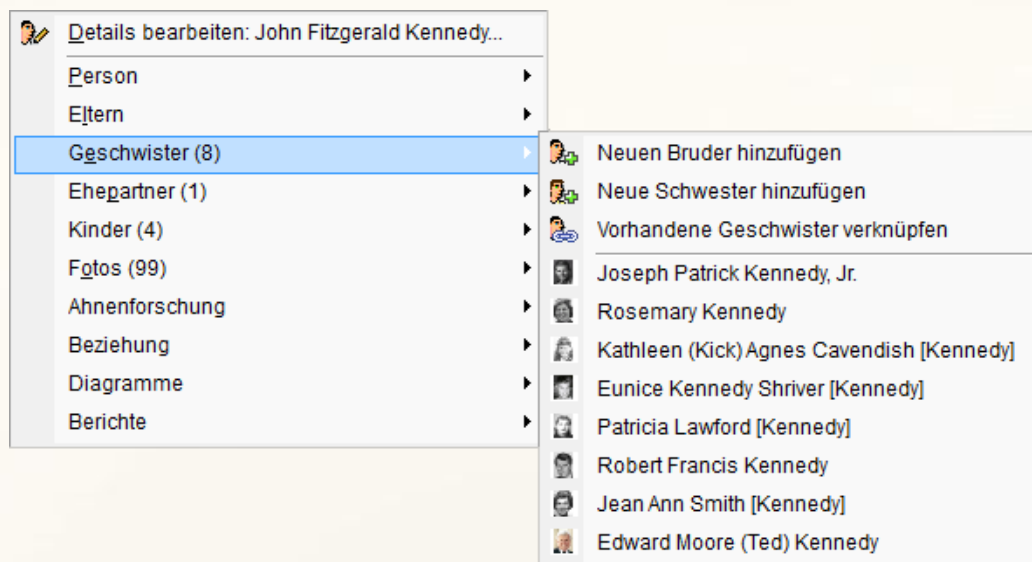 Details bearbeiten: John Fitzgerald Kennedy...
Person
Eltern
Geschwister (8)
Ehepartner (1)
Kinder (4)
Fotos (99)
Ahnenforschung
Beziehung
Diagramme
Berichte
Neuen Bruder hinzufügen
Neue Schwester hinzufügen
Vorhandene Geschwister verknüpfen
Joseph Patrick Kennedy, Jr.
Rosemary Kennedy
Kathleen (Kick) Agnes Cavendish [Kennedy]
Eunice Kennedy Shriver [Kennedy]
Patricia Lawford [Kennedy]
Robert Francis Kennedy
Jean Ann Smith [Kennedy]
Edward Moore (Ted) Kennedy